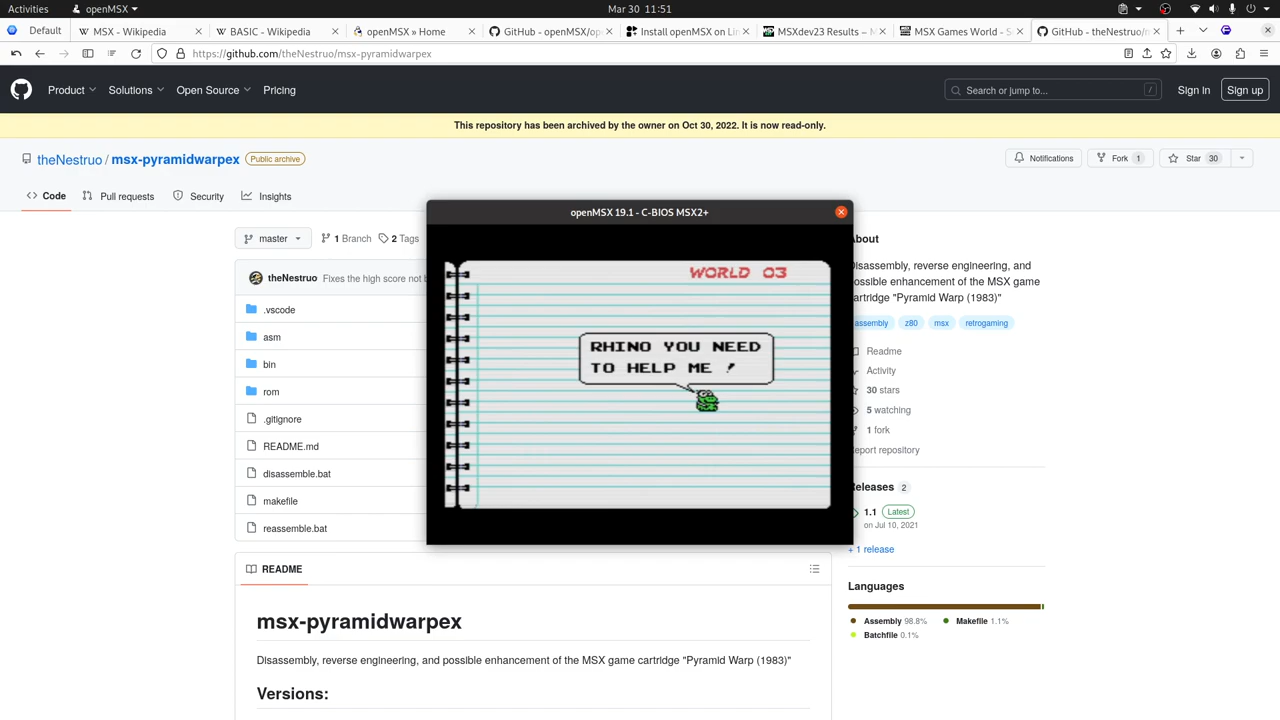 Activities
openMSX
Mar 30 11:51
Default
MSX - Wikipedia
BASIC - Wikipedia
openMSX » Home
GitHub - openMSX/op
Install openMSX on Lin
MSXdev23 Results – M
MSX Games World - S
GitHub - theNestruo/m
https://github.com/theNestruo/msx-pyramidwarpex
Product
Solutions
Open Source
Pricing
Search or jump to...
/
Sign in
Sign up
This repository has been archived by the owner on Oct 30, 2022. It is now read-only.
theNestruo / msx-pyramidwarpex
Public archive
Notifications
Fork 1
Star 30
Code
Pull requests
Security
Insights
master
1 Branch
2 Tags
theNestruo Fixes the high score not
.vscode
asm
bin
rom
.gitignore
README.md
disassemble.bat
makefile
reassemble.bat
openMSX 19.1 - C-BIOS MSX2+
WORLD 03
RHINO YOU NEED
TO HELP ME !
About
Disassembly, reverse engineering, and
possible enhancement of the MSX game
cartridge "Pyramid Warp (1983)"
assembly
z80
msx
retrogaming
Readme
Activity
30 stars
5 watching
1 fork
Report repository
Releases 2
1.1
Latest
on Jul 10, 2021
+ 1 release
Languages
Assembly 98.8%
Makefile 1.1%
Batchfile 0.1%
README
msx-pyramidwarpex
Disassembly, reverse engineering, and possible enhancement of the MSX game cartridge "Pyramid Warp (1983)"
Versions: